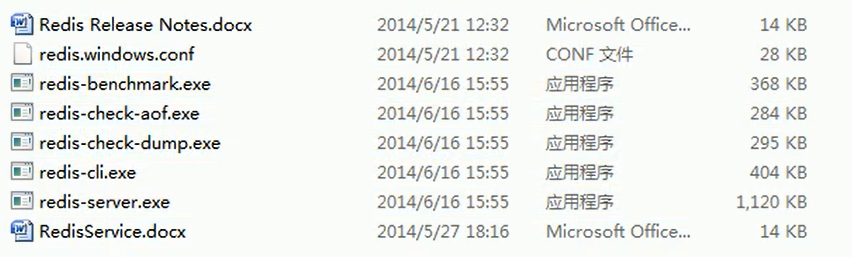 Redis Release Notes.docx 2014/5/21 12:32 Microsoft Office... 14 KB
redis.windows.conf 2014/5/21 12:32 CONF 文件 28 KB
redis-benchmark.exe 2014/6/16 15:55 应用程序 368 KB
redis-check-aof.exe 2014/6/16 15:55 应用程序 284 KB
redis-check-dump.exe 2014/6/16 15:55 应用程序 295 KB
redis-cli.exe 2014/6/16 15:55 应用程序 404 KB
redis-server.exe 2014/6/16 15:55 应用程序 1,120 KB
RedisService.docx 2014/5/27 18:16 Microsoft Office... 14 KB